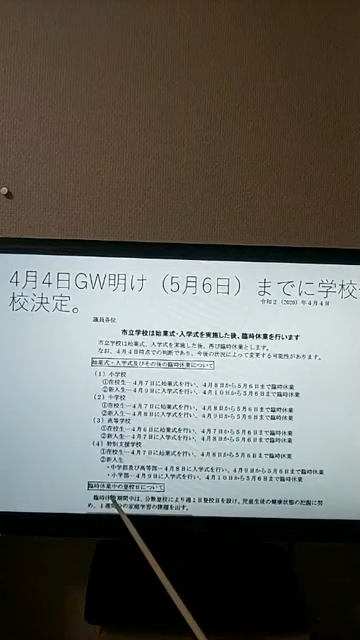 4月4日GW明け（5月6日）までに学校
校決定。
令和2（2020）年4月4日
議員各位
市立学校は始業式・入学式を実施した後、臨時休業を行います
市立学校は始業式、入学式を実施した後、再び臨時休業とします。
なお、4月4日時点での判断であり、今後の状況によって変更する可能性があります。
始業式・入学式及びその後の臨時休業について
（1）小学校
①在校生―4月7日に始業式を行い、4月8日から5月6日まで臨時休業
②新入生―4月9日に入学式を行い、4月10日から5月6日まで臨時休業
（2）中学校
①在校生―4月7日に始業式を行い、4月8日から5月6日まで臨時休業
②新入生―4月8日に入学式を行い、4月9日から5月6日まで臨時休業
（3）高等学校
①在校生―4月6日に始業式を行い、4月7日から5月6日まで臨時休業
②新入生―4月7日に入学式を行い、4月8日から5月6日まで臨時休業
（4）特別支援学校
①在校生―4月7日に始業式を行い、4月8日から5月6日まで臨時休業
②新入生
・中学部及び高等部―4月8日に入学式を行い、4月9日から5月6日まで臨時休業
・小学部―4月9日に入学式を行い、4月10日から5月6日まで臨時休業
臨時休業中の登校日について
臨時休業期間中は、分散登校により週1日登校日を設け、児童生徒の健康状態の把握に努
め、1週間分の家庭学習の課題を出す。